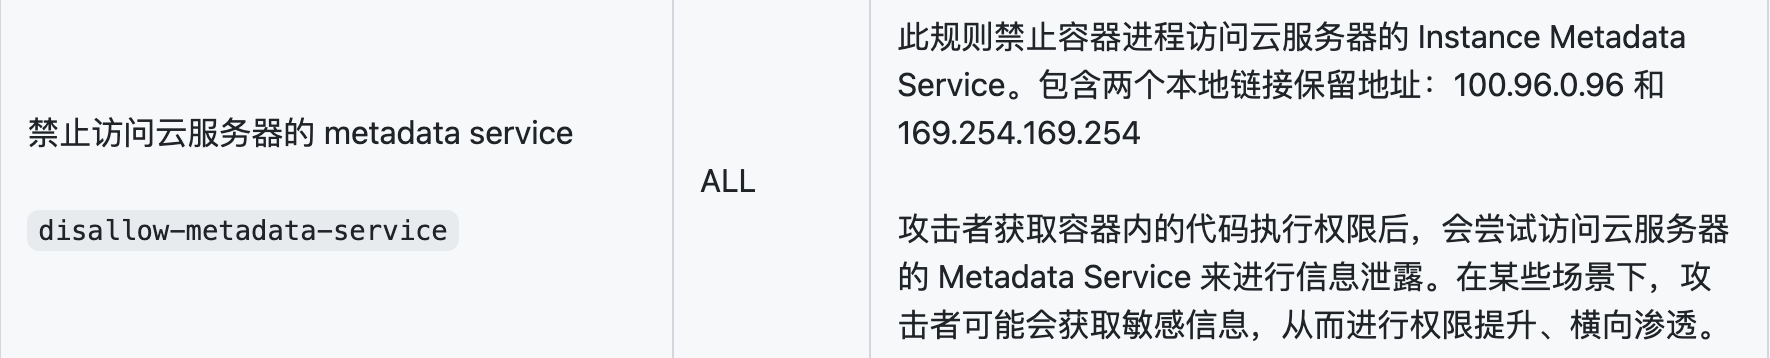 禁止访问云服务器的 metadata service
disallow-metadata-service
ALL
此规则禁止容器进程访问云服务器的 Instance Metadata
Service。包含两个本地链接保留地址：100.96.0.96 和
169.254.169.254
攻击者获取容器内的代码执行权限后，会尝试访问云服务器
的 Metadata Service 来进行信息泄露。在某些场景下，攻
击者可能会获取敏感信息，从而进行权限提升、横向渗透。